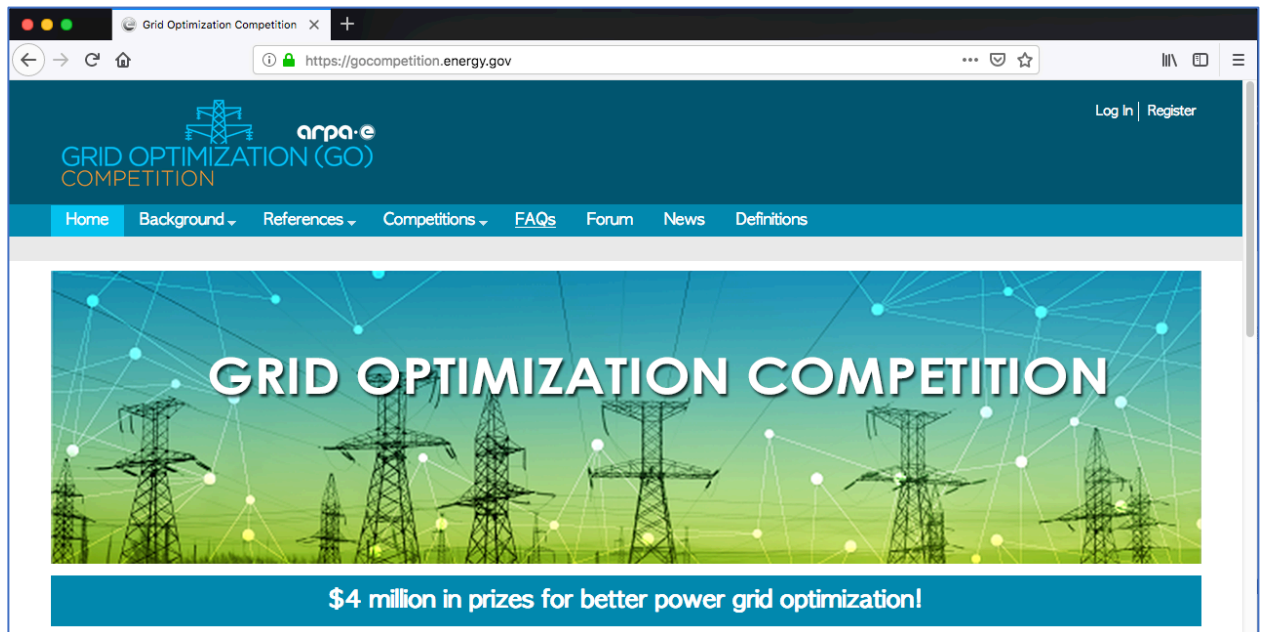 Grid Optimization Competition
https://gocompetition.energy.gov
arpa·e
Log In | Register
GRID OPTIMIZATION (GO)
COMPETITION
Home Background References Competitions FAQs Forum News Definitions
GRID OPTIMIZATION COMPETITION
$4 million in prizes for better power grid optimization!